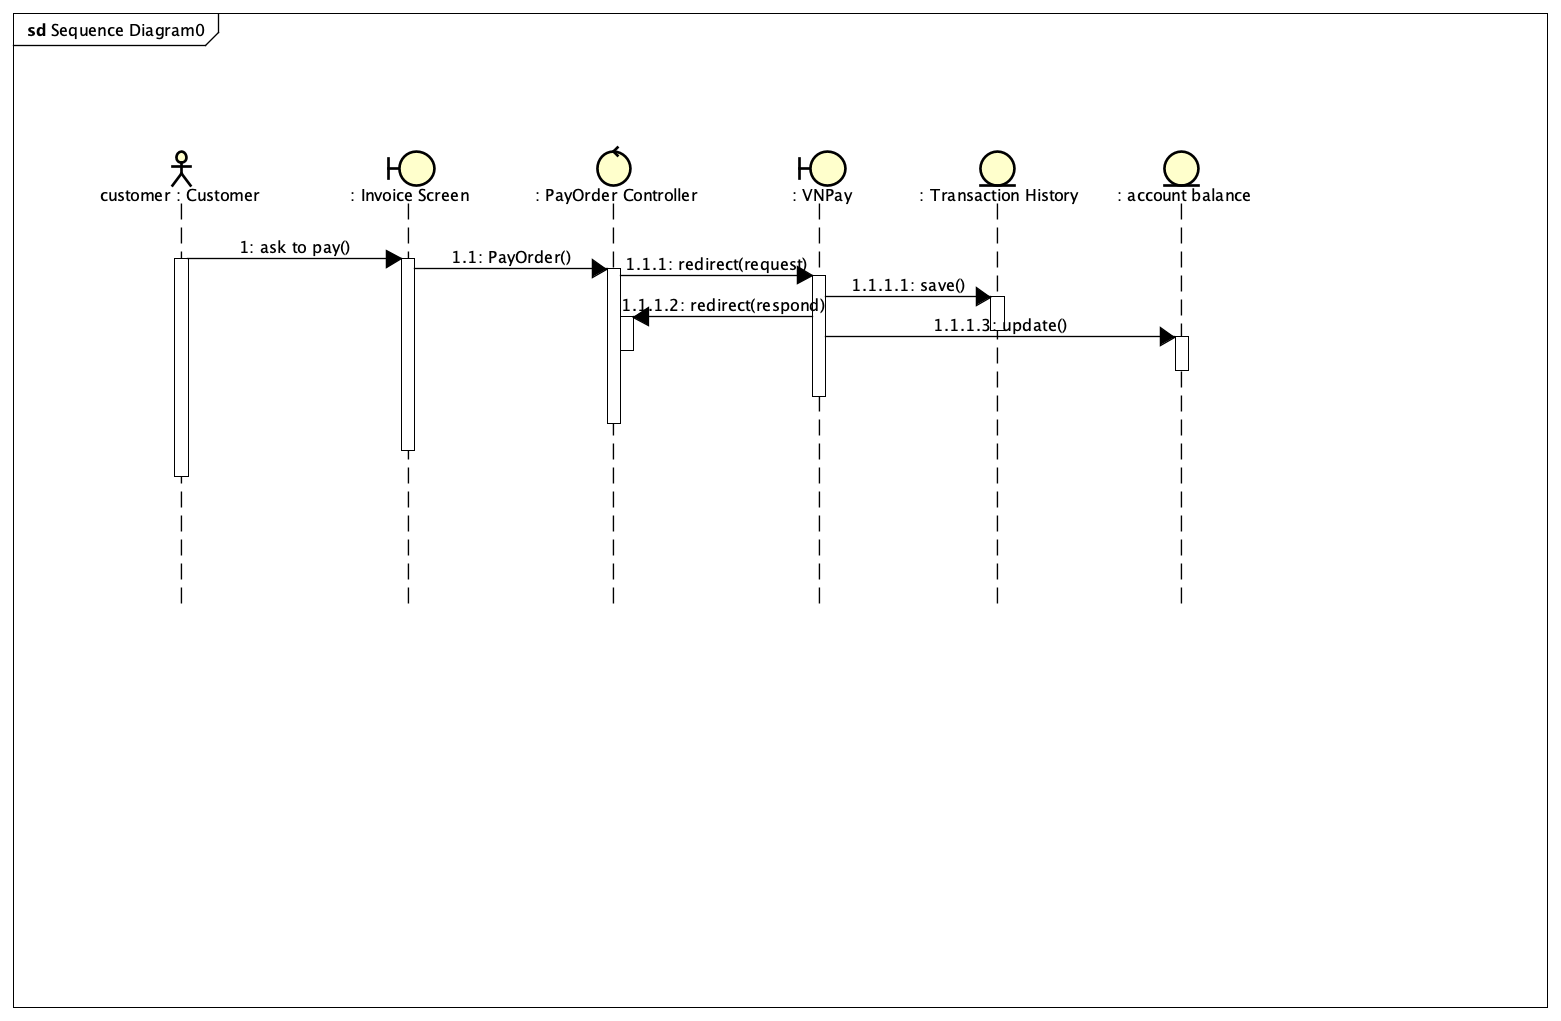 sd Sequence Diagram0
customer : Customer
: Invoice Screen
: PayOrder Controller
: VNPay
: Transaction History
: account balance
1: ask to pay()
1.1: PayOrder()
1.1.1: redirect(request)
1.1.1.1: save()
1.1.1.2: redirect(respond)
1.1.1.3: update()